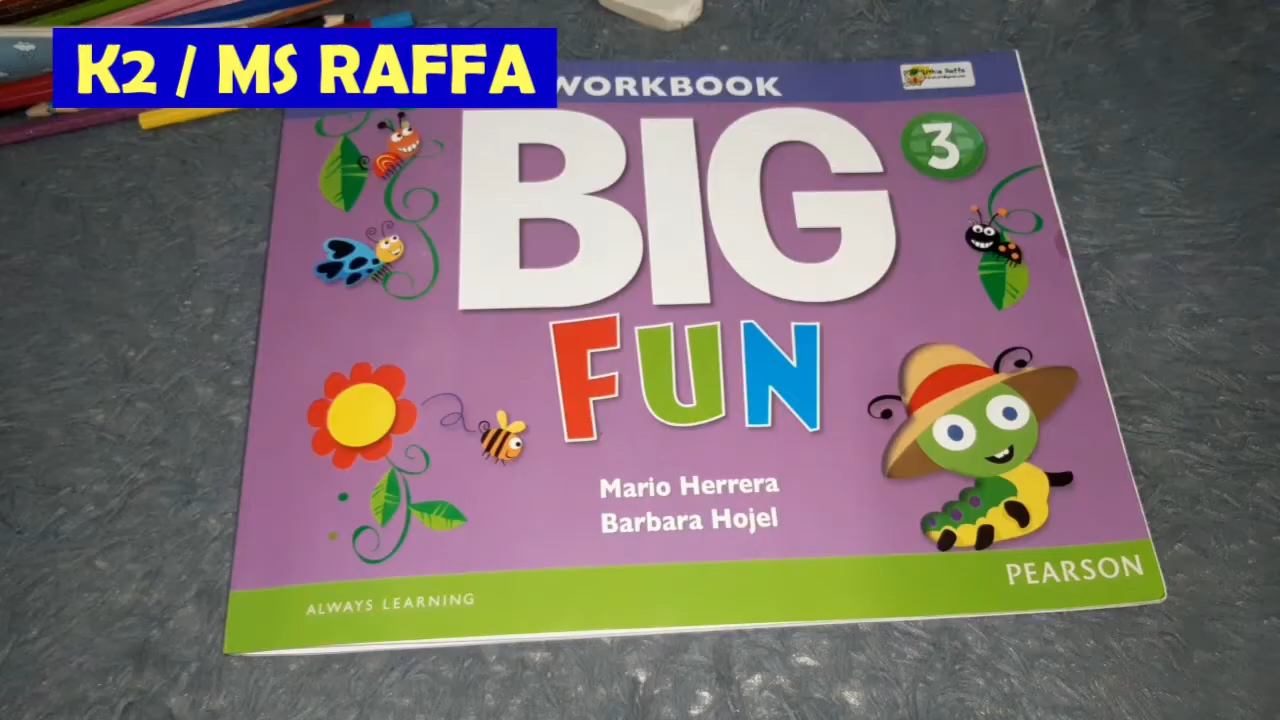 K2 / MS RAFFA
WORKBOOK
BIG
3
FUN
Mario Herrera
Barbara Hojel
PEARSON
ALWAYS LEARNING